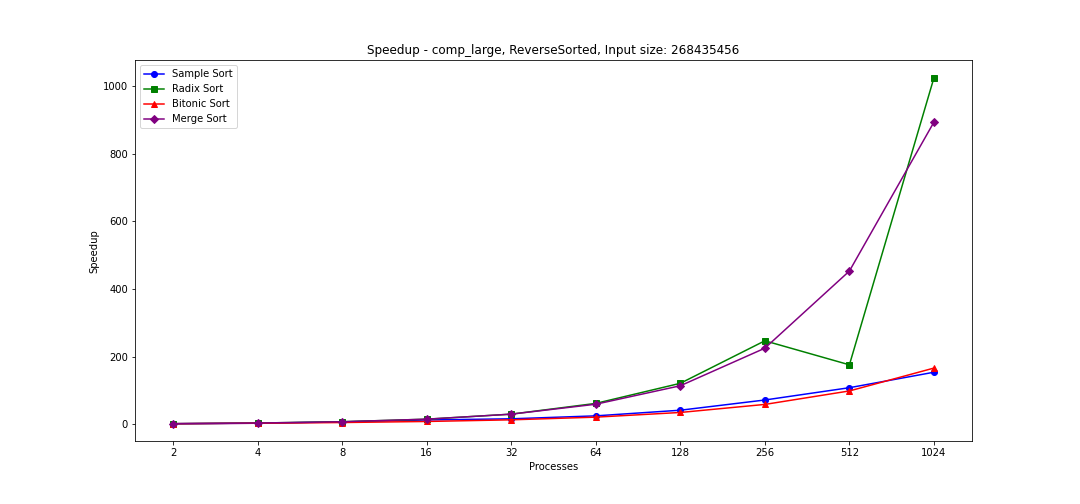 Speedup - comp_large, ReverseSorted, Input size: 268435456
Sample Sort
Radix Sort
Bitonic Sort
Merge Sort
Speedup
1000
800
600
400
200
0
2 4 8 16 32 64 128 256 512 1024
Processes